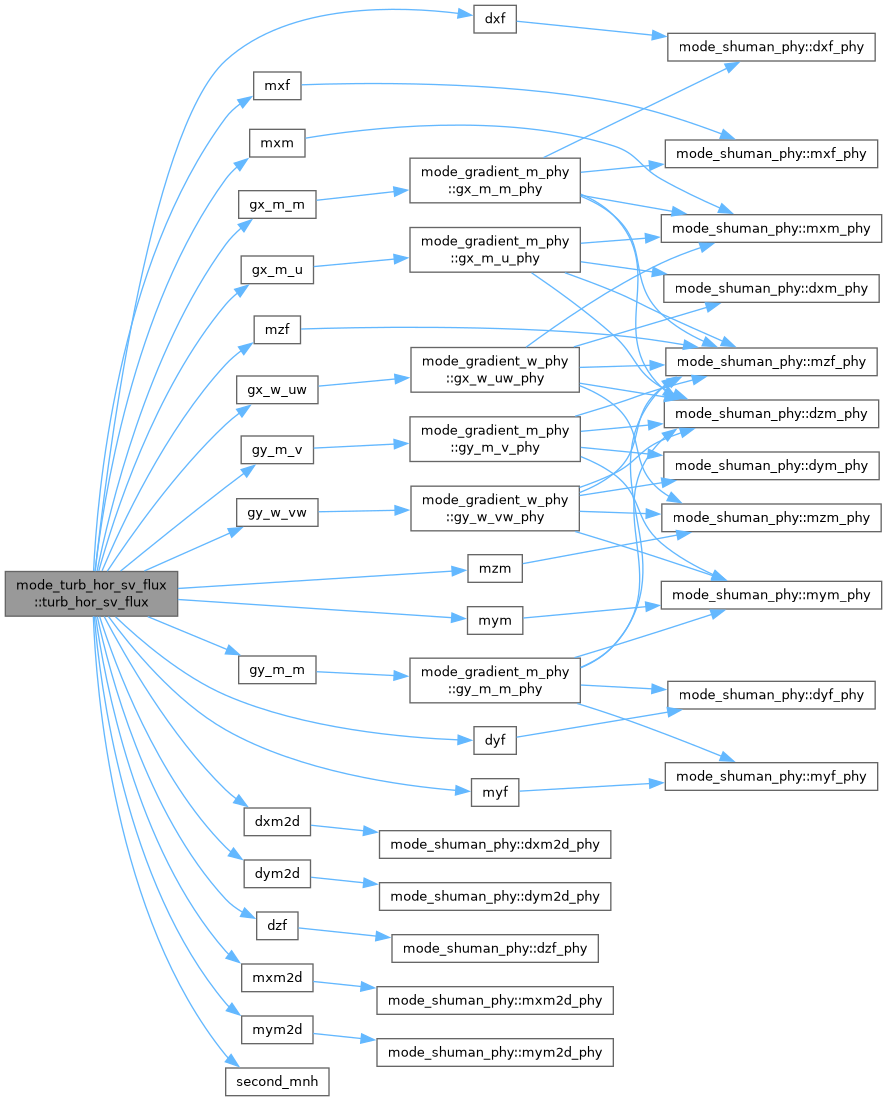 dxf
mode_shuman_phy::dxf_phy
mxf
mxm
mode_shuman_phy::mxf_phy
mode_gradient_m_phy
::gx_m_m_phy
gx_m_m
mode_shuman_phy::mxm_phy
mode_gradient_m_phy
::gx_m_u_phy
gx_m_u
mode_shuman_phy::dxm_phy
mzf
mode_shuman_phy::mzf_phy
mode_gradient_w_phy
::gx_w_uw_phy
gx_w_uw
mode_shuman_phy::dzm_phy
mode_gradient_m_phy
::gy_m_v_phy
gy_m_v
mode_shuman_phy::dym_phy
mode_gradient_w_phy
::gy_w_vw_phy
gy_w_vw
mode_shuman_phy::mzm_phy
mzm
mode_turb_hor_sv_flux
::turb_hor_sv_flux
mode_shuman_phy::mym_phy
mym
gy_m_m
mode_gradient_m_phy
::gy_m_m_phy
mode_shuman_phy::dyf_phy
dyf
mode_shuman_phy::myf_phy
myf
dxm2d
mode_shuman_phy::dxm2d_phy
dym2d
mode_shuman_phy::dym2d_phy
dzf
mode_shuman_phy::dzf_phy
mxm2d
mode_shuman_phy::mxm2d_phy
mym2d
mode_shuman_phy::mym2d_phy
second_mnh